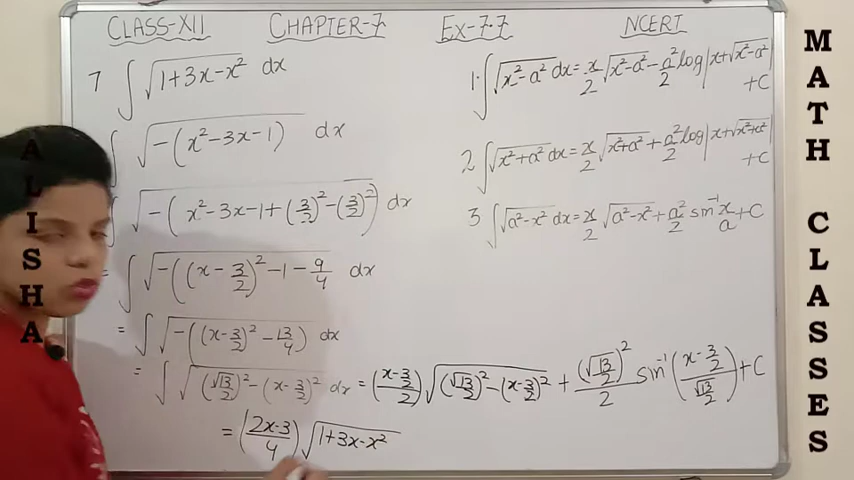 CLASS-XII CHAPTER-7 Ex-7.7 NCERT
7 ∫ √(1+3x-x²) dx
∫ √(-(x²-3x-1)) dx
∫ √(-(x²-3x-1+(3/2)²-(3/2)²)) dx
= ∫ √(-((x-3/2)²-1-9/4)) dx
= ∫ √(-((x-3/2)²-13/4)) dx
= ∫ √((√13/2)²-(x-3/2)²) dx = ((x-3/2)/2) √((√13/2)²-(x-3/2)²) + ((√13/2)²/2) sin⁻¹((x-3/2)/(√13/2)) + C
= ((2x-3)/4) √(1+3x-x²)
1. ∫ √(x²-a²) dx = x/2 √(x²-a²) - a²/2 log|x+√(x²-a²)|
+C
2 ∫ √(x²+a²) dx = x/2 √(x²+a²) + a²/2 log|x+√(x²+a²)|
+C
3 ∫ √(a²-x²) dx = x/2 √(a²-x²) + a²/2 sin⁻¹ x/a + C
ALISHA
MATH CLASSES